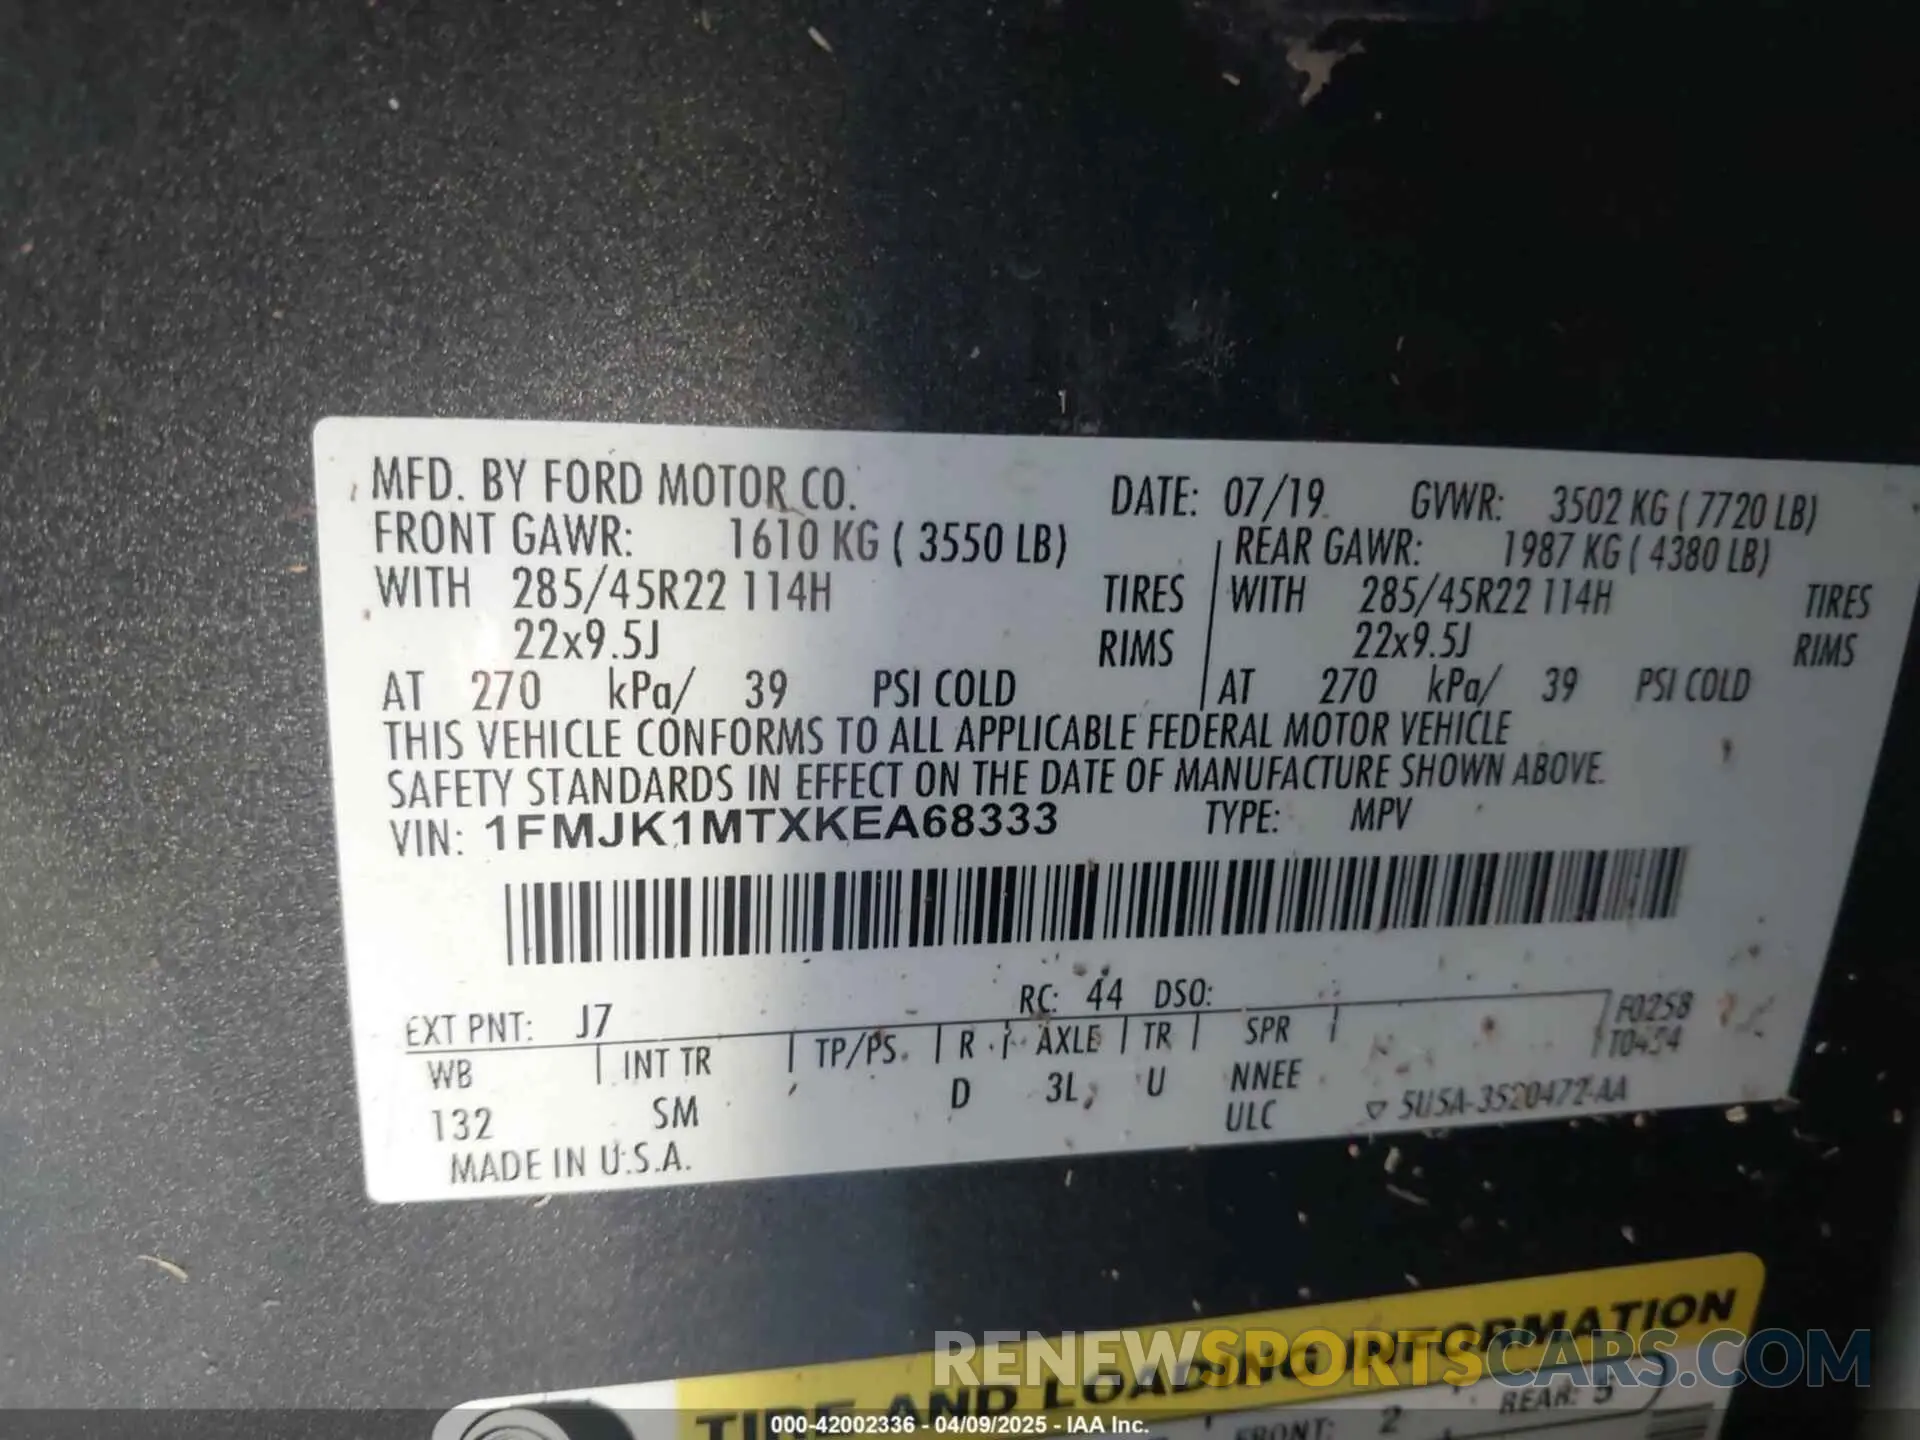 MFD. BY FORD MOTOR CO. DATE: 07/19 GVWR: 3502 KG ( 7720 LB)
FRONT GAWR: 1610 KG ( 3550 LB) REAR GAWR: 1987 KG ( 4380 LB)
WITH 285/45R22 114H TIRES WITH 285/45R22 114H TIRES
22x9.5J RIMS 22x9.5J RIMS
AT 270 kPa/ 39 PSI COLD AT 270 kPa/ 39 PSI COLD
THIS VEHICLE CONFORMS TO ALL APPLICABLE FEDERAL MOTOR VEHICLE
SAFETY STANDARDS IN EFFECT ON THE DATE OF MANUFACTURE SHOWN ABOVE.
VIN: 1FMJK1MTXKEA68333 TYPE: MPV
EXT PNT: J7 RC: 44 DSO: F0258
WB INT TR TP/PS R AXLE TR SPR T0454
132 SM D 3L U NNEE
ULC 5U5A-3520472-AA
MADE IN U.S.A.
TIRE AND LOADING INFORMATION
FRONT: 2 REAR: 5
RENEWSPORTSCARS.COM
000-42002336 - 04/09/2025 - IAA Inc.